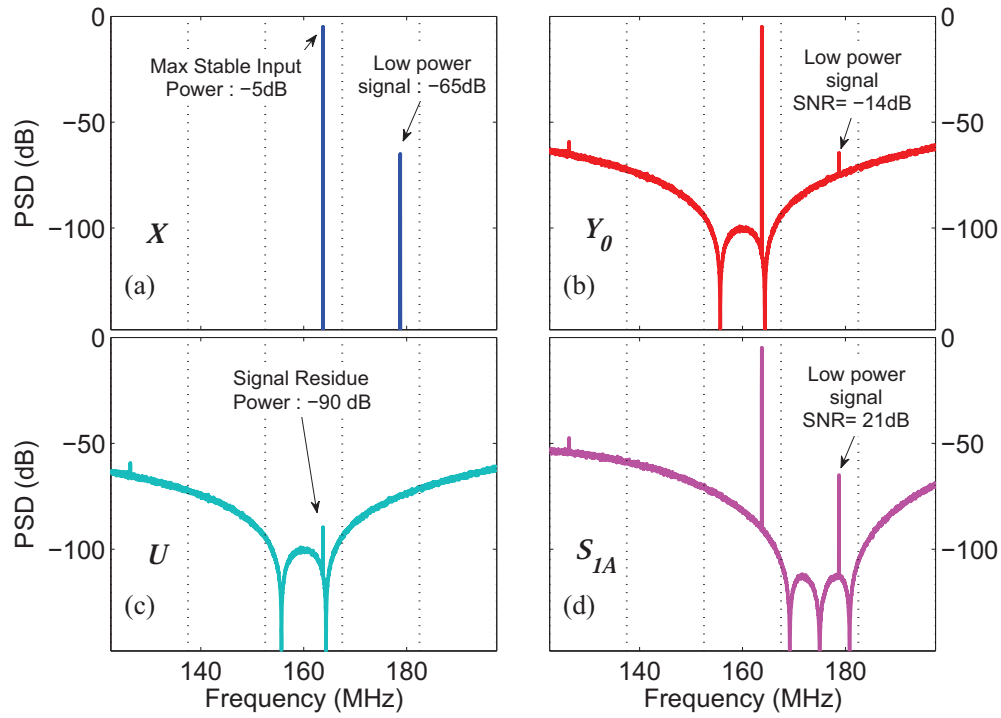 0
−50
−100
PSD (dB)
Max Stable Input
Power : −5dB
Low power
signal : −65dB
X
(a)
0
−50
−100
Low power
signal
SNR= −14dB
Y0
(b)
0
−50
−100
PSD (dB)
Signal Residue
Power : −90 dB
U
(c)
140 160 180
Frequency (MHz)
0
−50
−100
Low power
signal
SNR= 21dB
S1A
(d)
140 160 180
Frequency (MHz)